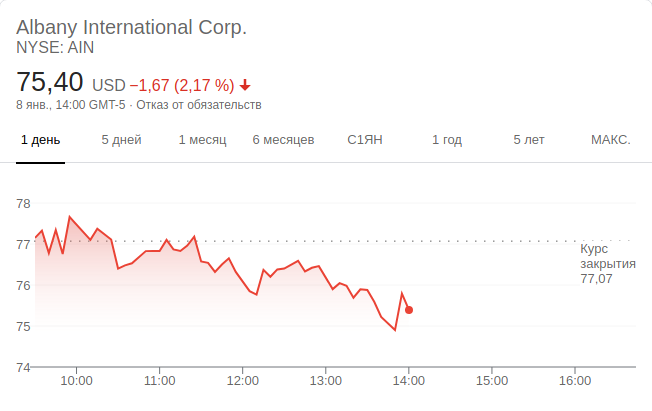 Albany International Corp.
NYSE: AIN
75,40 USD −1,67 (2,17 %)
8 янв., 14:00 GMT-5 · Отказ от обязательств
1 день 5 дней 1 месяц 6 месяцев С1ЯН 1 год 5 лет МАКС.
78
77
Курс
закрытия
77,07
76
75
74
10:00 11:00 12:00 13:00 14:00 15:00 16:00